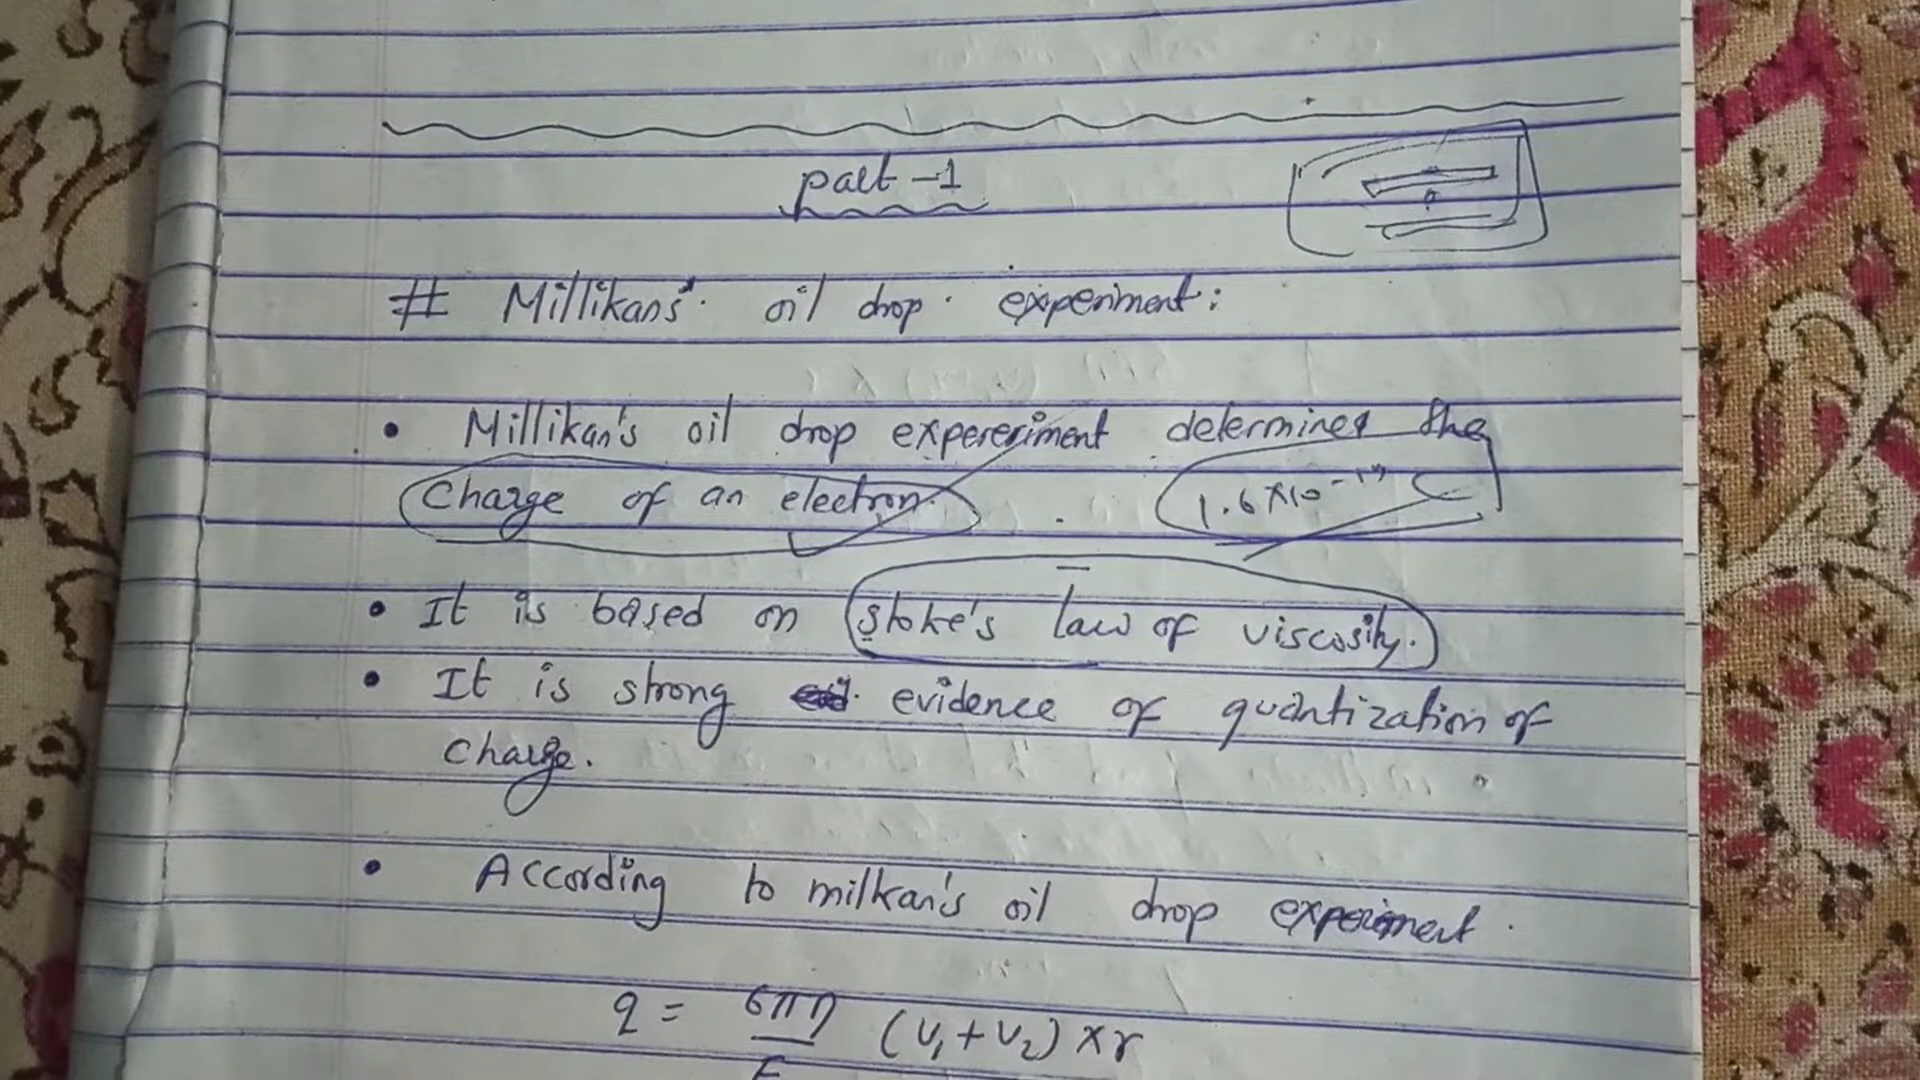 part -1
# Millikans' oil drop experiment:
• Millikan's oil drop expereriment determines the
Charge of an electron. 1.6×10⁻¹⁹ C
• It is based on stoke's law of viscosity.
• It is strong evidence of quantization of
charge.
• According to milkan's oil drop experiment.
q = 6πη (v₁+v₂) ×r
E